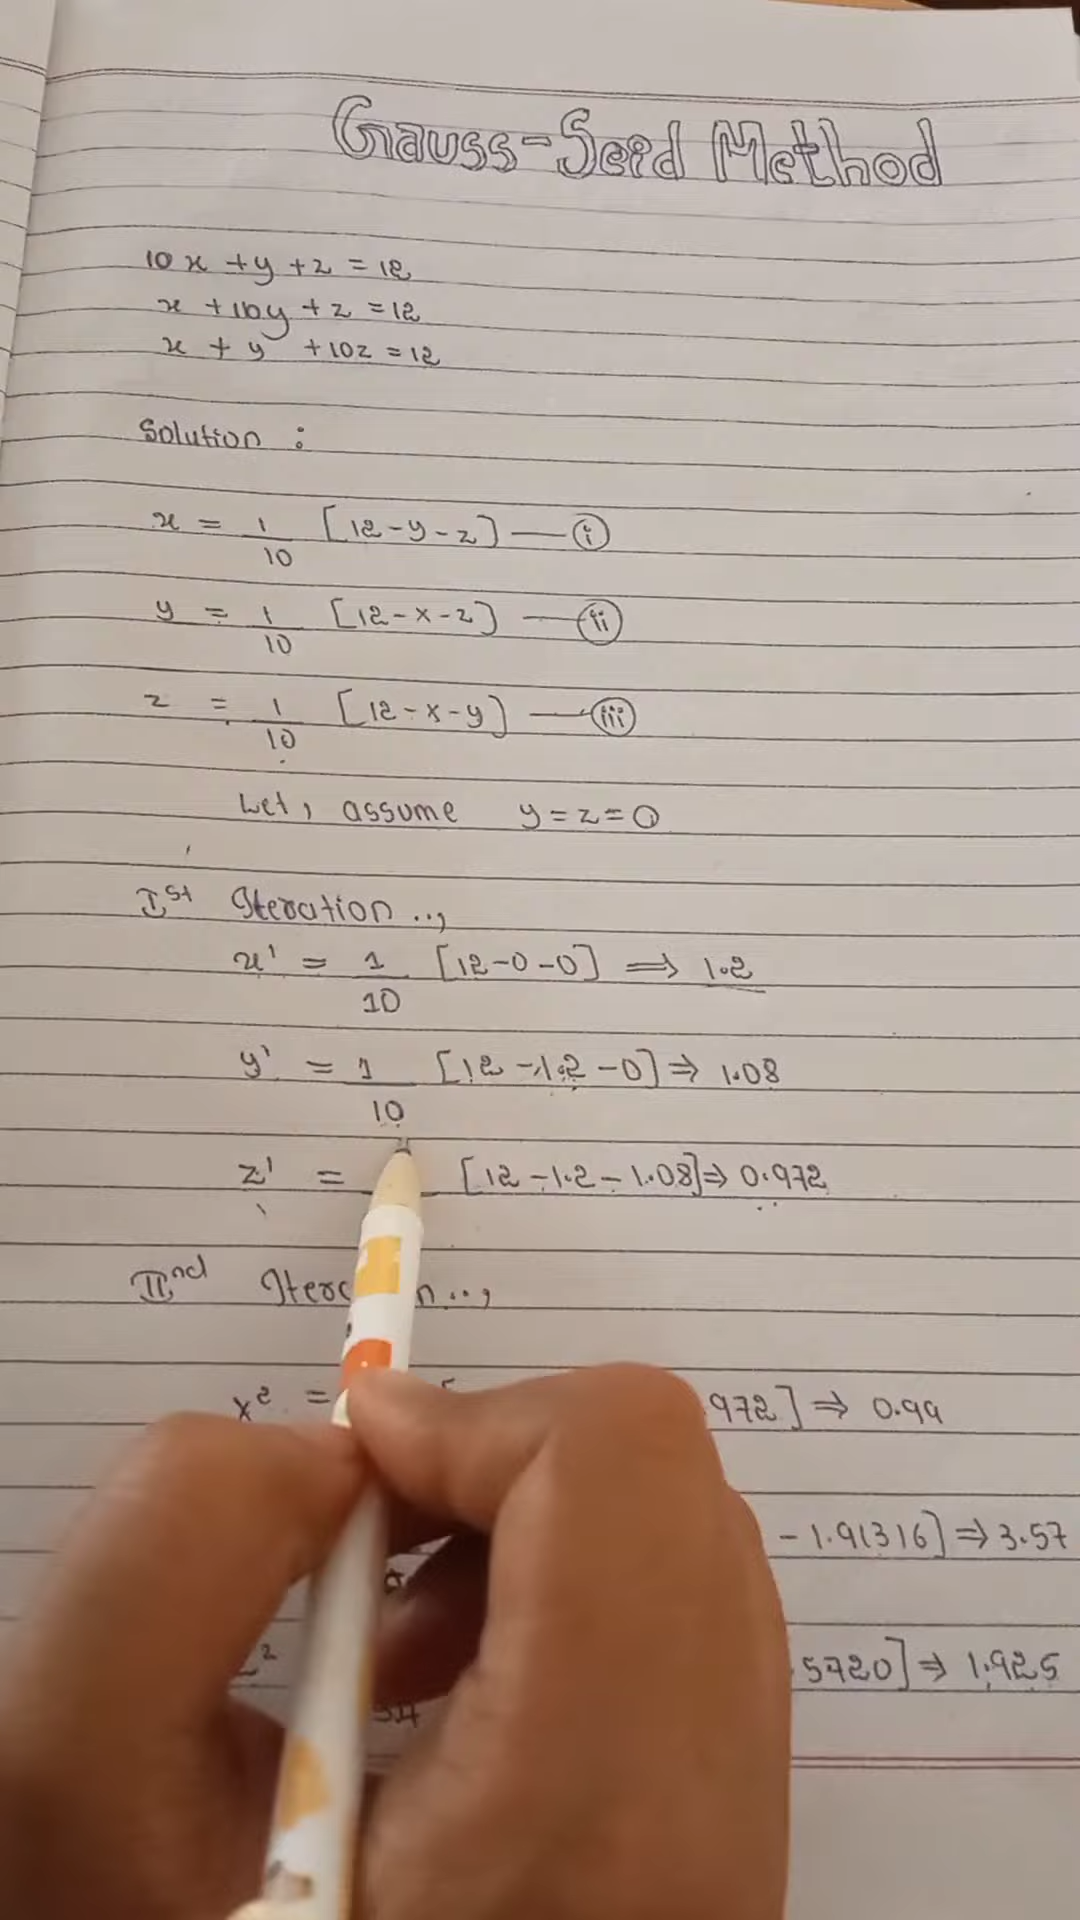 Gauss-Seid Method
10x + y + z = 12
x + 10y + z = 12
x + y + 10z = 12
Solution :
x = 1/10 [12 - y - z] — (i)
y = 1/10 [12 - x - z] — (ii)
z = 1/10 [12 - x - y] — (iii)
Let, assume y = z = 0
Ist Iteration..,
x' = 1/10 [12 - 0 - 0] ⇒ 1.2
y' = 1/10 [12 - 1.2 - 0] ⇒ 1.08
z' = [12 - 1.2 - 1.08] ⇒ 0.972
IInd
x² = 972] ⇒ 0.99
- 1.91316] ⇒ 3.57
5720] ⇒ 1.925